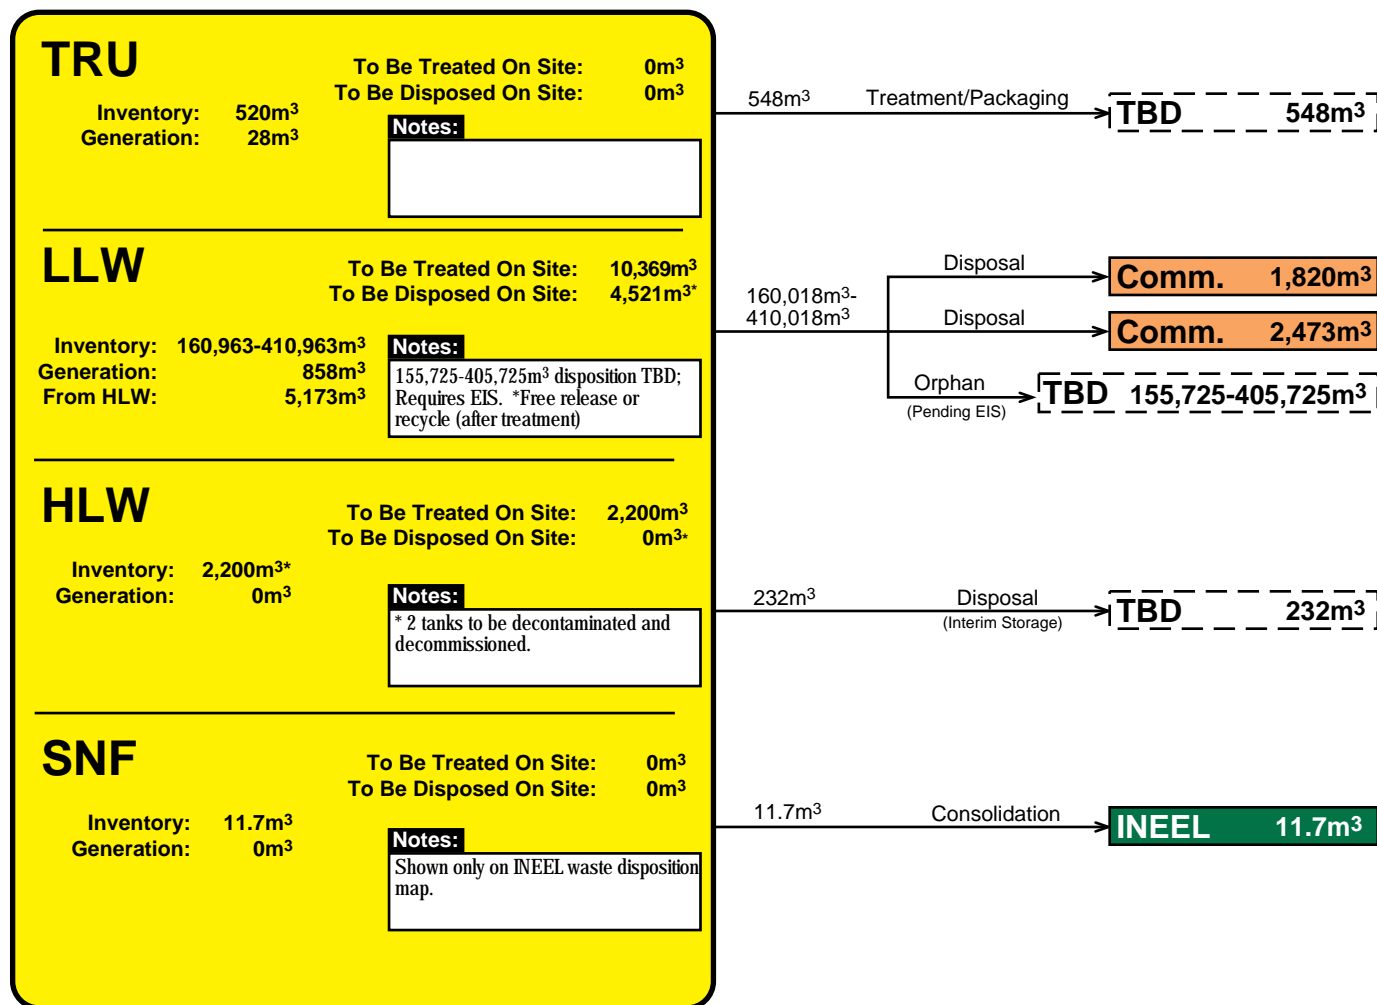 TRU
To Be Treated On Site: 0m³
To Be Disposed On Site: 0m³
Inventory: 520m³
Generation: 28m³
Notes:
548m³ Treatment/Packaging
TBD 548m³
LLW
To Be Treated On Site: 10,369m³
To Be Disposed On Site: 4,521m³*
Inventory: 160,963-410,963m³
Generation: 858m³
From HLW: 5,173m³
Notes:
155,725-405,725m³ disposition TBD;
Requires EIS. *Free release or
recycle (after treatment)
160,018m³-
410,018m³
Disposal
Comm. 1,820m³
Disposal
Comm. 2,473m³
Orphan
(Pending EIS)
TBD 155,725-405,725m³
HLW
To Be Treated On Site: 2,200m³
To Be Disposed On Site: 0m³*
Inventory: 2,200m³*
Generation: 0m³
Notes:
* 2 tanks to be decontaminated and
decommissioned.
232m³ Disposal
(Interim Storage)
TBD 232m³
SNF
To Be Treated On Site: 0m³
To Be Disposed On Site: 0m³
Inventory: 11.7m³
Generation: 0m³
Notes:
Shown only on INEEL waste disposition
map.
11.7m³ Consolidation
INEEL 11.7m³